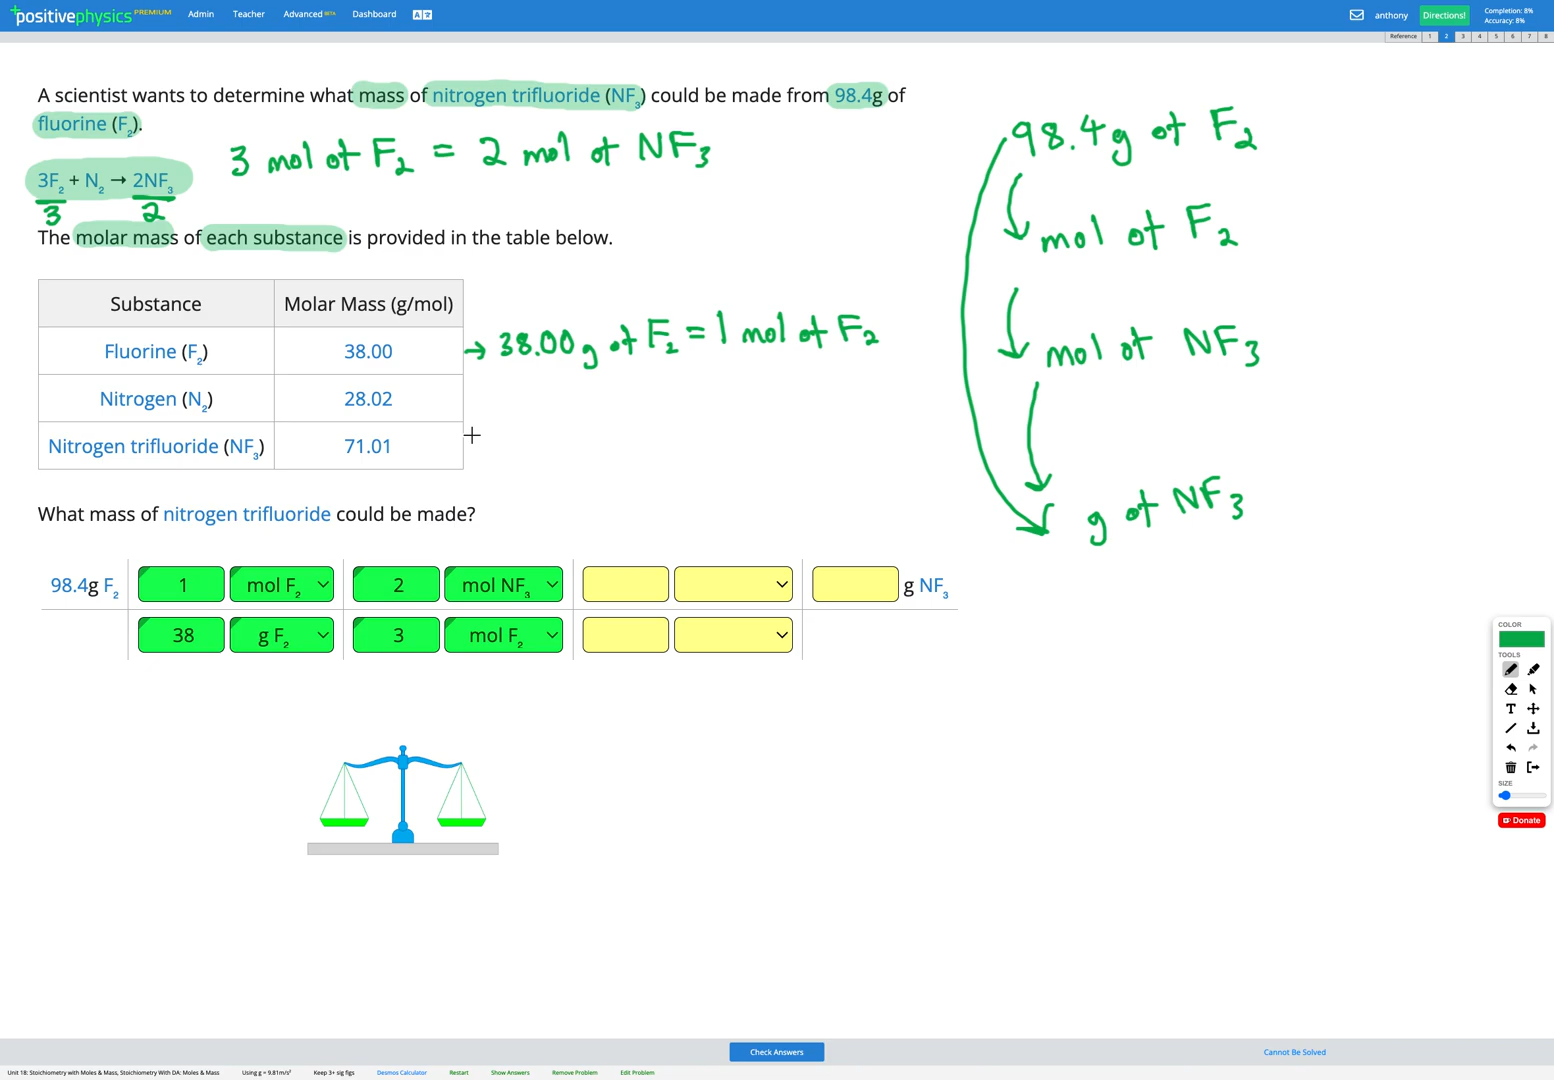 +positivephysics PREMIUM Admin Teacher Advanced BETA Dashboard A anthony Directions! Completion: 8%
Accuracy: 8%
Reference 1 2 3 4 5 6 7 8
A scientist wants to determine what mass of nitrogen trifluoride (NF3) could be made from 98.4g of
fluorine (F2).
3 mol of F2 = 2 mol of NF3
3F2 + N2 → 2NF3
3 2
The molar mass of each substance is provided in the table below.
Substance Molar Mass (g/mol)
Fluorine (F2) 38.00
→ 38.00 g of F2 = 1 mol of F2
Nitrogen (N2) 28.02
Nitrogen trifluoride (NF3) 71.01
98.4 g of F2
mol of F2
mol of NF3
g of NF3
What mass of nitrogen trifluoride could be made?
98.4g F2 1 mol F2 2 mol NF3 g NF3
38 g F2 3 mol F2
COLOR
TOOLS
T
SIZE
Donate
Check Answers Cannot Be Solved
Unit 18: Stoichiometry with Moles & Mass, Stoichiometry With DA: Moles & Mass Using g = 9.81m/s² Keep 3+ sig figs Desmos Calculator Restart Show Answers Remove Problem Edit Problem